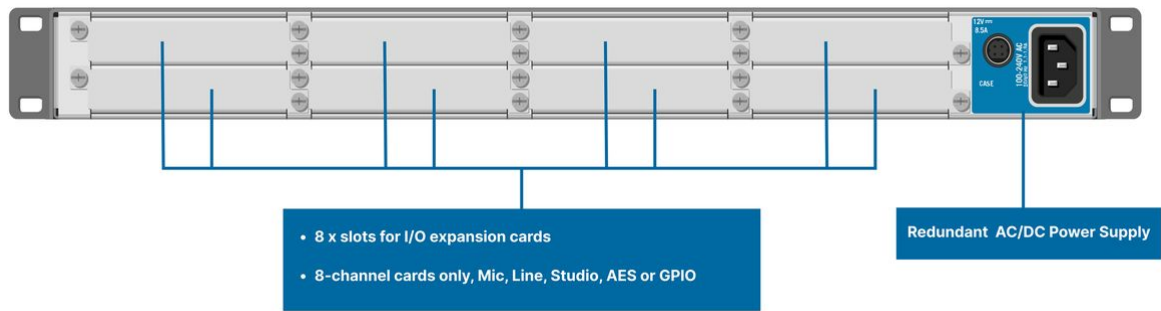 12V
8.5A
CASE
100-240V AC
• 8 x slots for I/O expansion cards
• 8-channel cards only, Mic, Line, Studio, AES or GPIO
Redundant AC/DC Power Supply